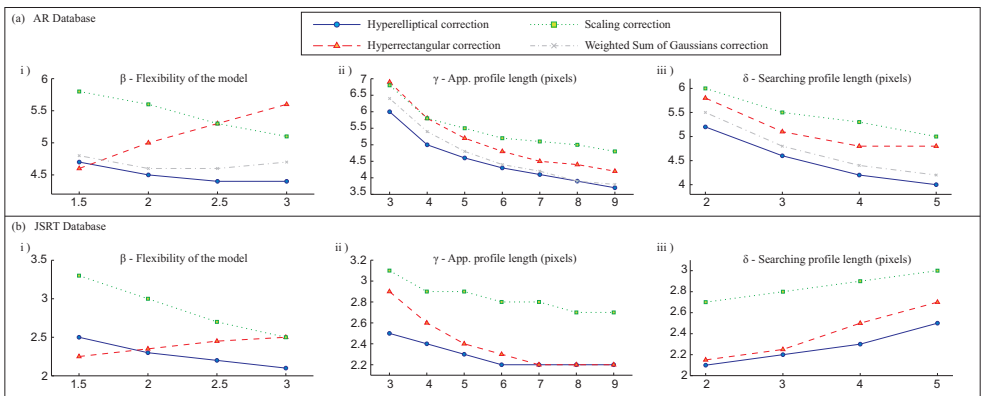 (a) AR Database
Hyperelliptical correction
Scaling correction
Hyperrectangular correction
Weighted Sum of Gaussians correction
i )
β - Flexibility of the model
6
5.5
5
4.5
1.5 2 2.5 3
ii )
γ - App. profile length (pixels)
7
6.5
6
5.5
5
4.5
4
3.5
3 4 5 6 7 8 9
iii )
δ - Searching profile length (pixels)
6
5.5
5
4.5
4
2 3 4 5
(b) JSRT Database
i )
β - Flexibility of the model
3.5
3
2.5
2
1.5 2 2.5 3
ii )
γ - App. profile length (pixels)
3.2
3
2.8
2.6
2.4
2.2
3 4 5 6 7 8 9
iii )
δ - Searching profile length (pixels)
3
2.8
2.6
2.4
2.2
2
2 3 4 5